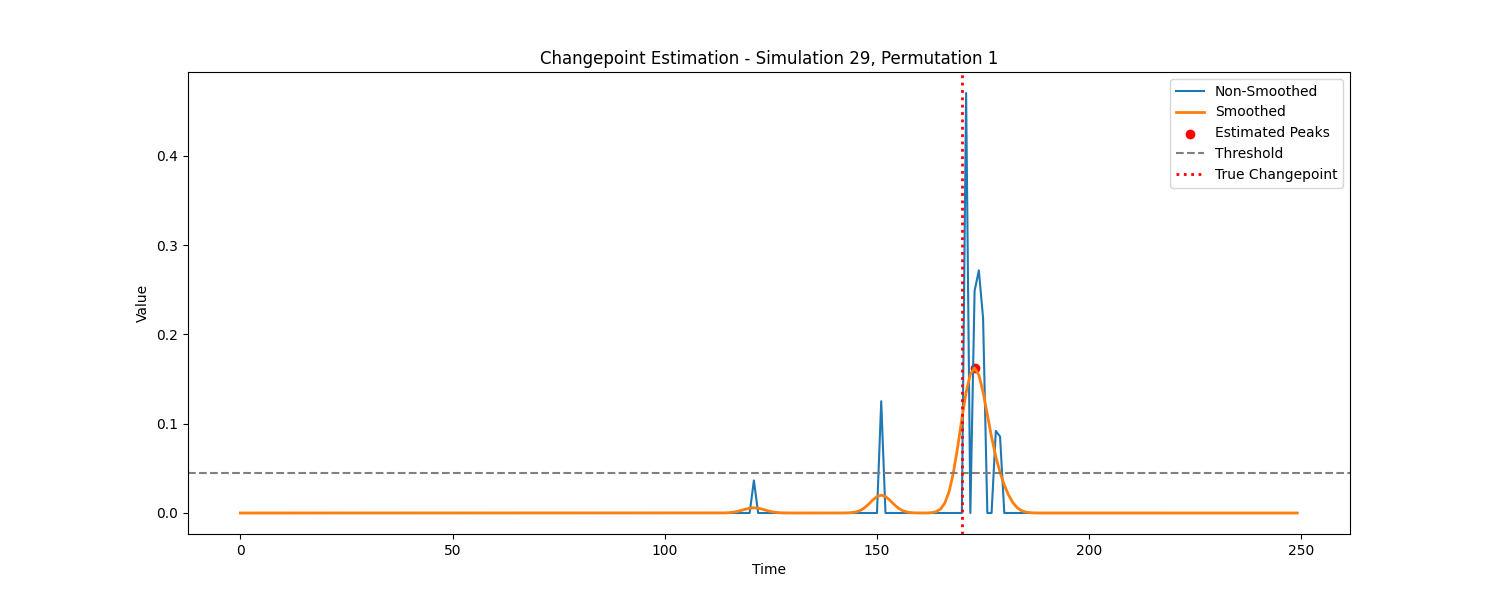 Changepoint Estimation - Simulation 29, Permutation 1
Non-Smoothed
Smoothed
Estimated Peaks
Threshold
True Changepoint
0.4
0.3
0.2
0.1
0.0
Value
0
50
100
150
200
250
Time